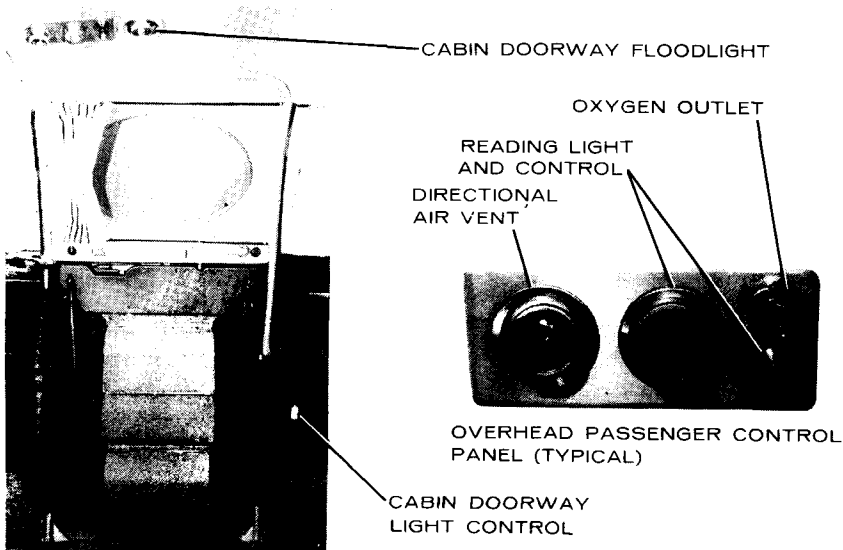 CABIN DOORWAY FLOODLIGHT
OXYGEN OUTLET
READING LIGHT
AND CONTROL
DIRECTIONAL
AIR VENT
OVERHEAD PASSENGER CONTROL
PANEL (TYPICAL)
CABIN DOORWAY
LIGHT CONTROL